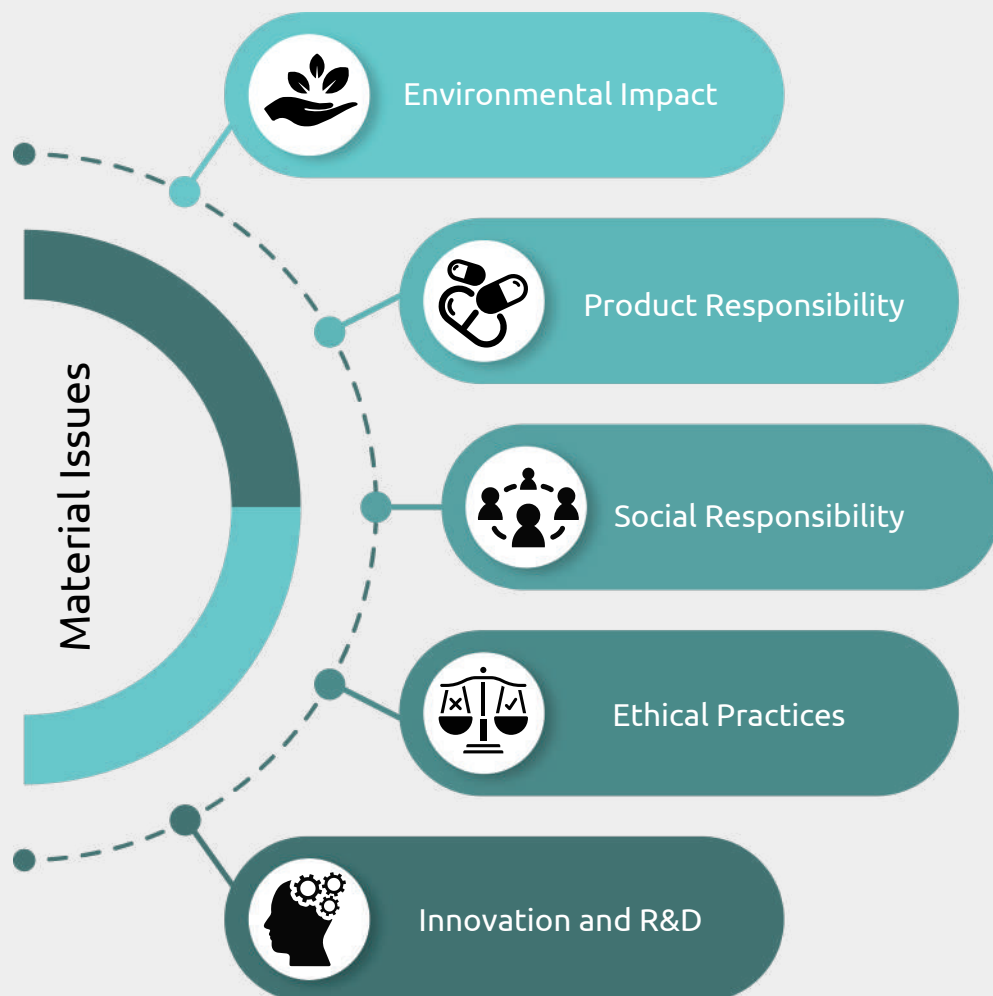 Material Issues
Environmental Impact
Product Responsibility
Social Responsibility
Ethical Practices
Innovation and R&D